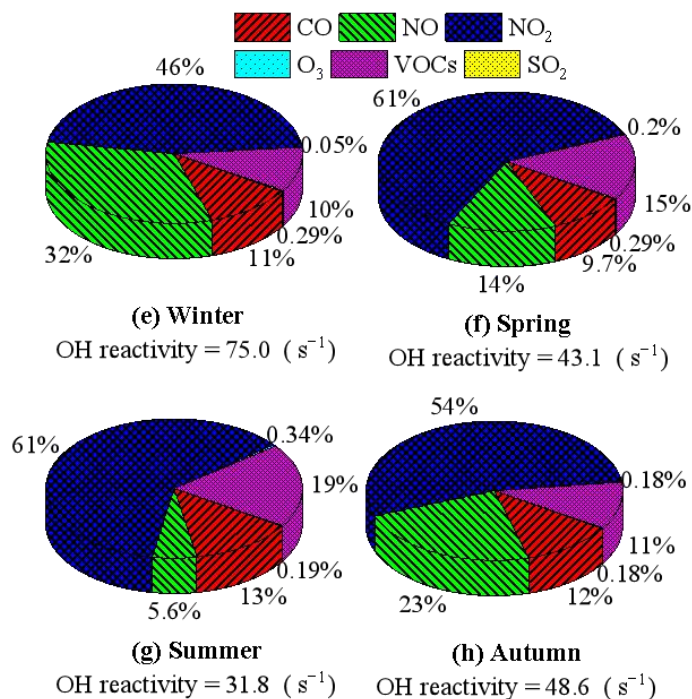 CO NO NO₂
O₃ VOCs SO₂
46%
0.05%
10%
0.29%
11%
32%
(e) Winter
OH reactivity = 75.0 ( s⁻¹)
61%
0.2%
15%
0.29%
9.7%
14%
(f) Spring
OH reactivity = 43.1 ( s⁻¹)
61%
0.34%
19%
0.19%
13%
5.6%
(g) Summer
OH reactivity = 31.8 ( s⁻¹)
54%
0.18%
11%
0.18%
12%
23%
(h) Autumn
OH reactivity = 48.6 ( s⁻¹)